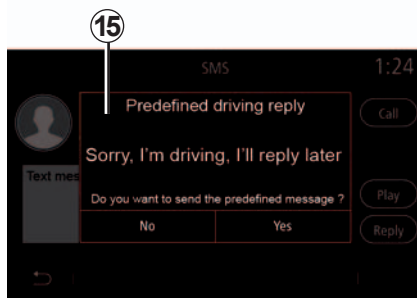 15
SMS
1:24
Predefined driving reply
Call
Sorry, I'm driving, I'll reply later
Text mes
Do you want to send the predefined message ?
Play
No
Yes
Reply